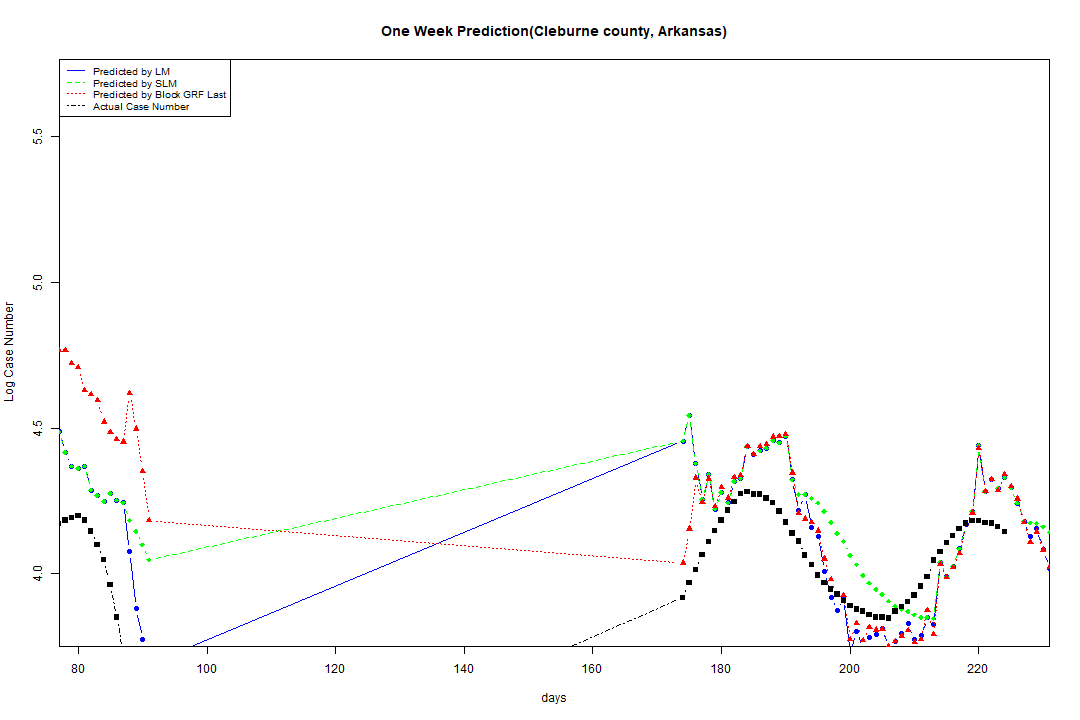 One Week Prediction(Cleburne county, Arkansas)
Predicted by LM
Predicted by SLM
Predicted by Block GRF Last
Actual Case Number
5.5
5.0
4.5
4.0
Log Case Number
80 100 120 140 160 180 200 220
days